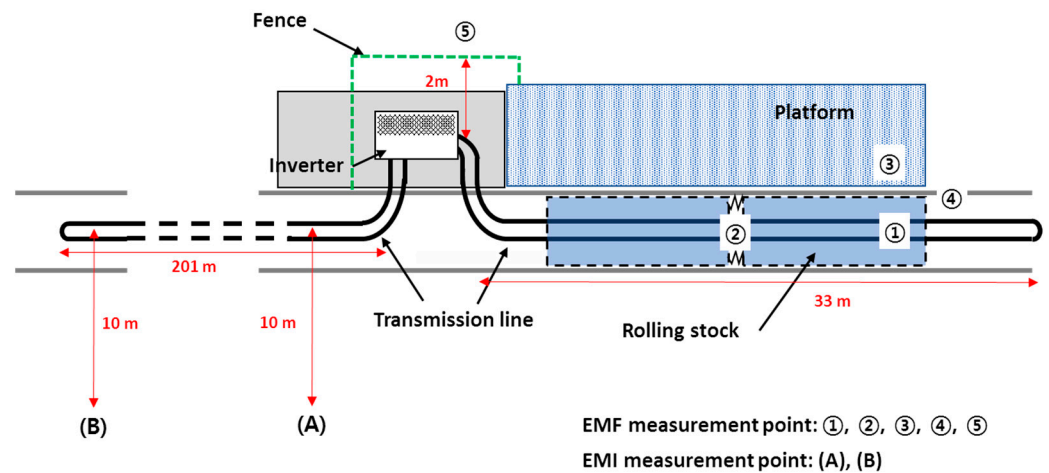 Fence
⑤
2m
Platform
Inverter
③
④
②
①
201 m
33 m
10 m
10 m
Transmission line
Rolling stock
(B)
(A)
EMF measurement point: ①, ②, ③, ④, ⑤
EMI measurement point: (A), (B)